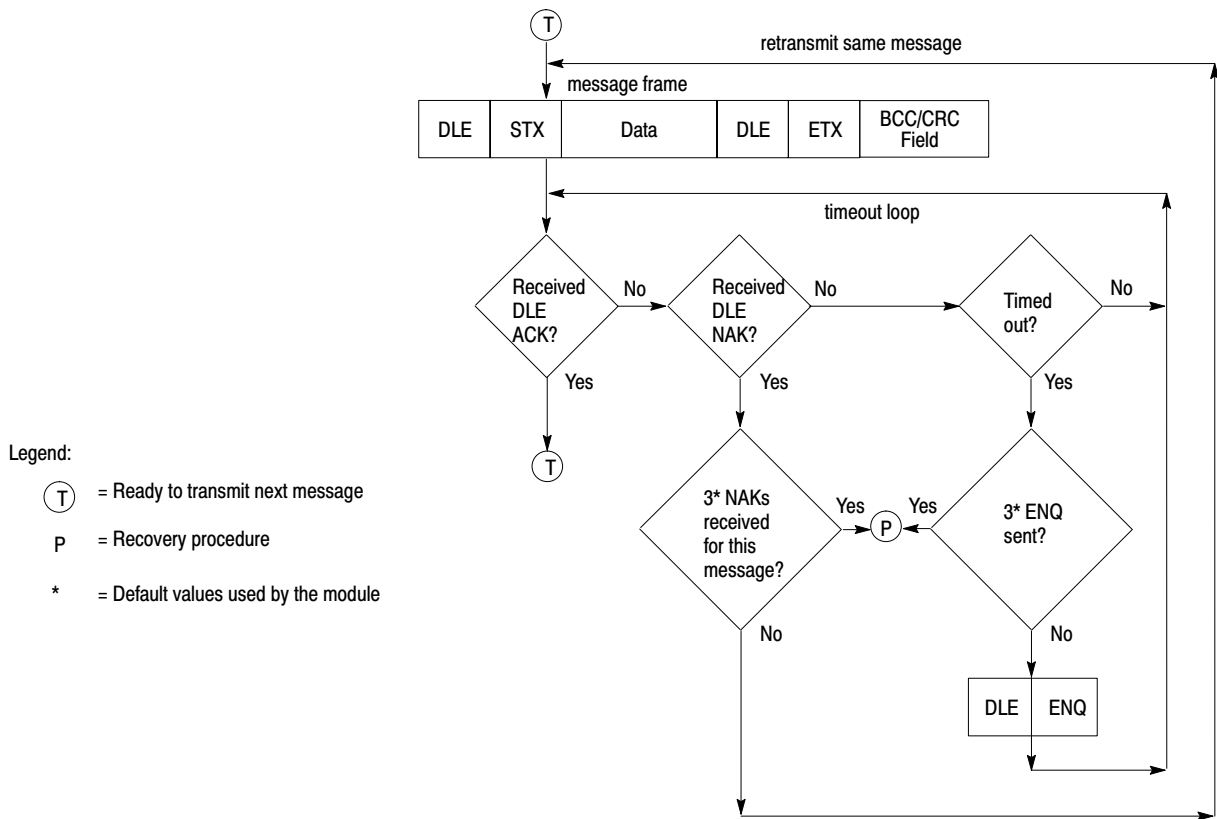 T
retransmit same message
message frame
DLE STX Data DLE ETX BCC/CRC
Field
timeout loop
Received
DLE
ACK?
No
Yes
Received
DLE
NAK?
No
Yes
Timed
out?
No
Yes
T
3* NAKs
received
for this
message?
Yes
P
Yes
3* ENQ
sent?
No
No
DLE ENQ
Legend:
T = Ready to transmit next message
P = Recovery procedure
* = Default values used by the module